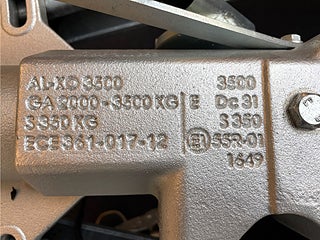 AL-KO 3500
GA 2000-3500 KG
S 350 KG
ECE 361-017-12
3500
E Dc 31
S 350
E1 55R-01
1649